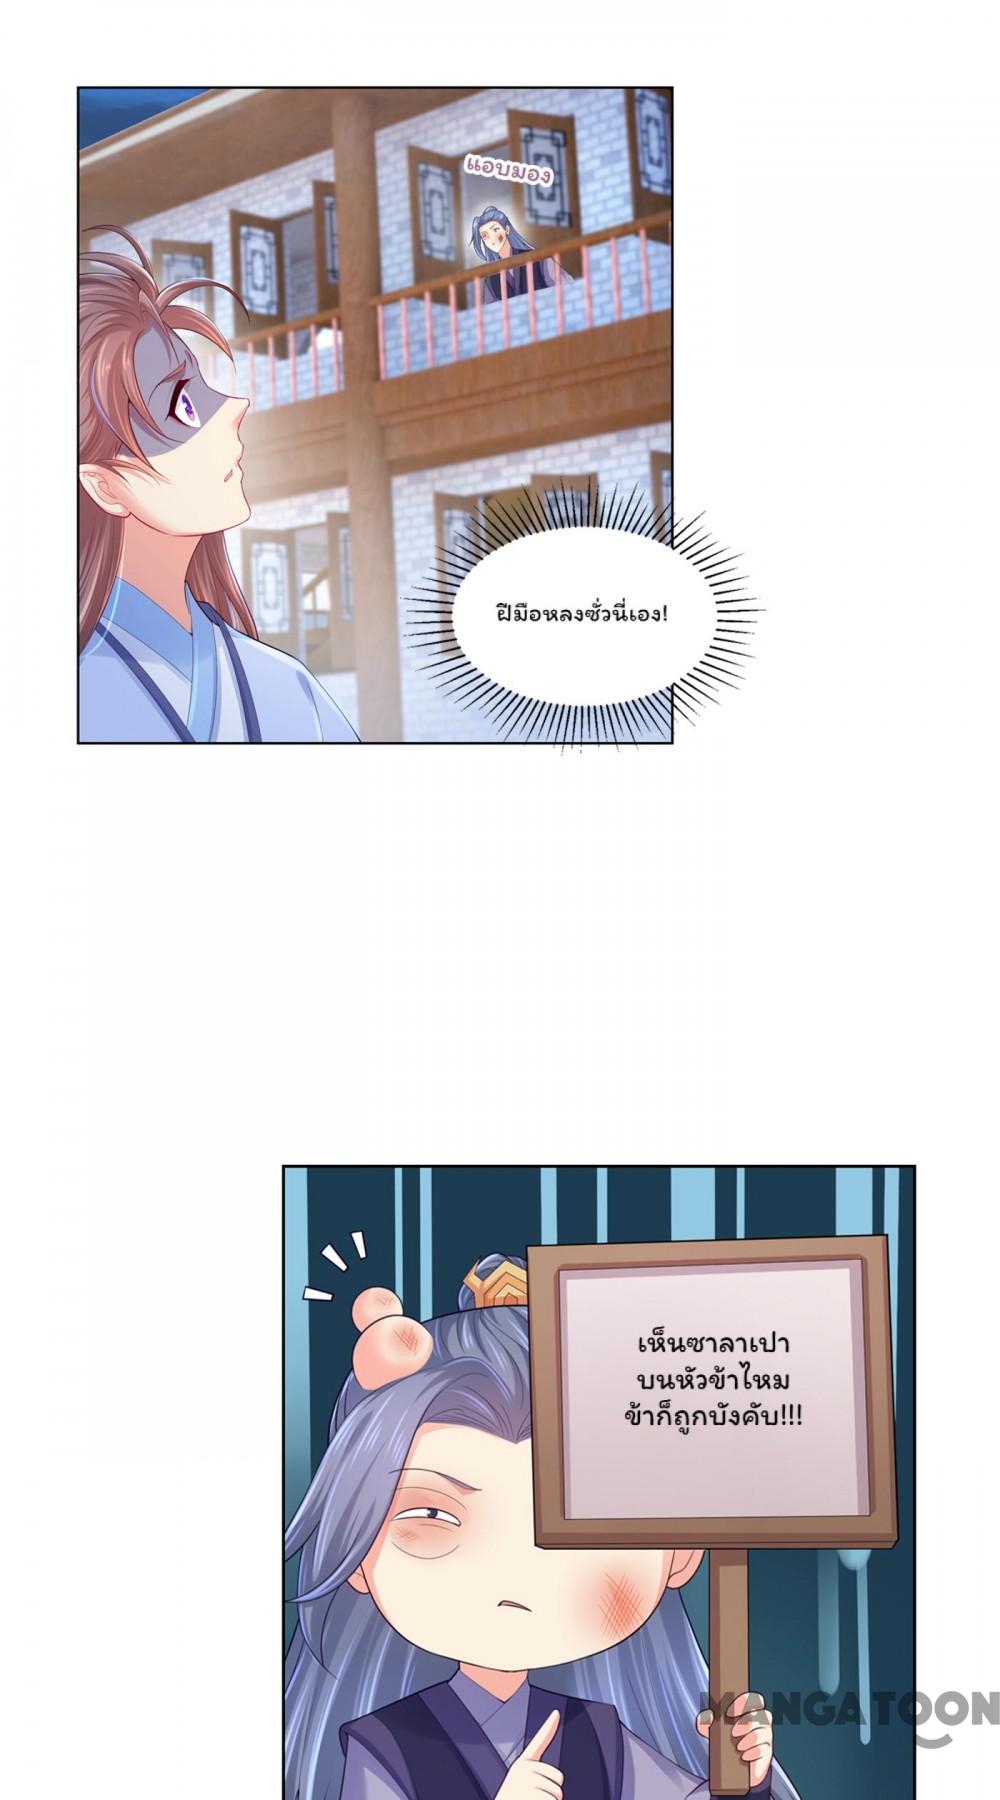 แอบมอง
ฝีมือหลงซั่วนี่เอง!
เห็นซาลาเปา
บนหัวข้าไหม
ข้าก็ถูกบังคับ!!!
MANGATOON